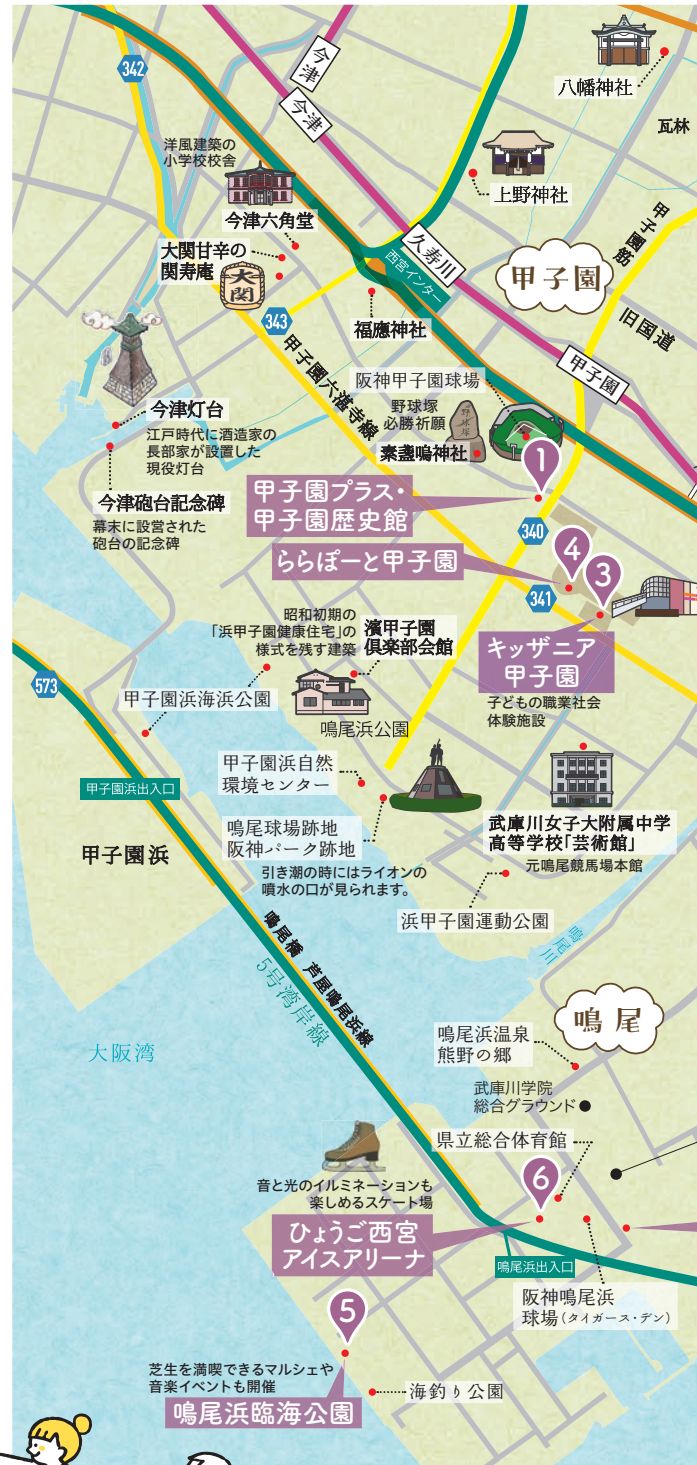 342
今津
今津
八幡神社
瓦林
洋風建築の
小学校校舎
今津六角堂
上野神社
大関甘辛の
関寿庵
大関
久寿川
西宮インター
甲子園筋
甲子園
旧国道
343
福應神社
甲子園六湛寺線
甲子園
阪神甲子園球場
野球塚
必勝祈願
野球塚
素盞嗚神社
今津灯台
江戸時代に酒造家の
長部家が設置した
現役灯台
今津砲台記念碑
幕末に設営された
砲台の記念碑
1
甲子園プラス・
甲子園歴史館
340
4
ららぽーと甲子園
341
3
キッザニア
甲子園
子どもの職業社会
体験施設
昭和初期の
「浜甲子園健康住宅」の
様式を残す建築
濱甲子園
倶楽部会館
573
甲子園浜海浜公園
鳴尾浜公園
甲子園浜自然
環境センター
甲子園浜出入口
鳴尾球場跡地
阪神パーク跡地
引き潮の時にはライオンの
噴水の口が見られます。
武庫川女子大附属中学
高等学校「芸術館」
元鳴尾競馬場本館
甲子園浜
浜甲子園運動公園
鳴尾川
鳴尾橋 芦屋鳴尾浜線
5号湾岸線
大阪湾
鳴尾
鳴尾浜温泉
熊野の郷
武庫川学院
総合グラウンド
県立総合体育館
音と光のイルミネーションも
楽しめるスケート場
6
ひょうご西宮
アイスアリーナ
鳴尾浜出入口
阪神鳴尾浜
球場(タイガース・デン)
5
芝生を満喫できるマルシェや
音楽イベントも開催
鳴尾浜臨海公園
海釣り公園